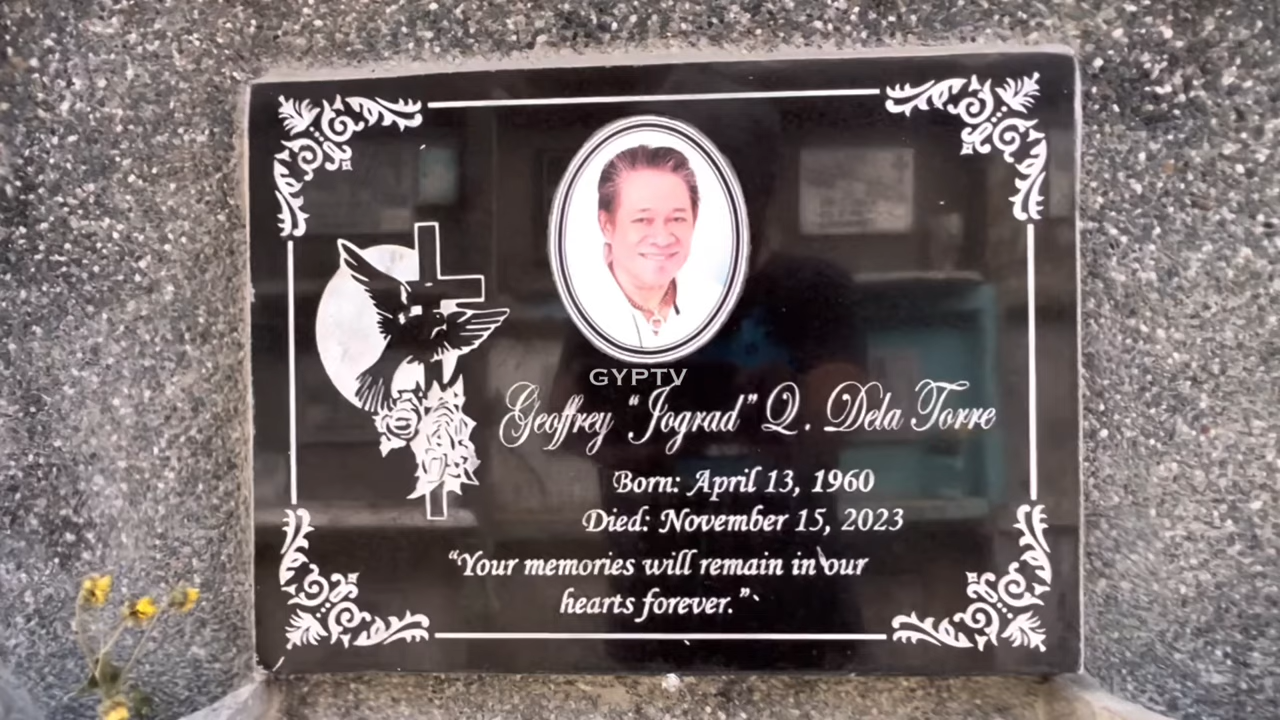 GYPTV
Geoffrey "Jograd" Q. Dela Torre
Born: April 13, 1960
Died: November 15, 2023
"Your memories will remain in our
hearts forever."